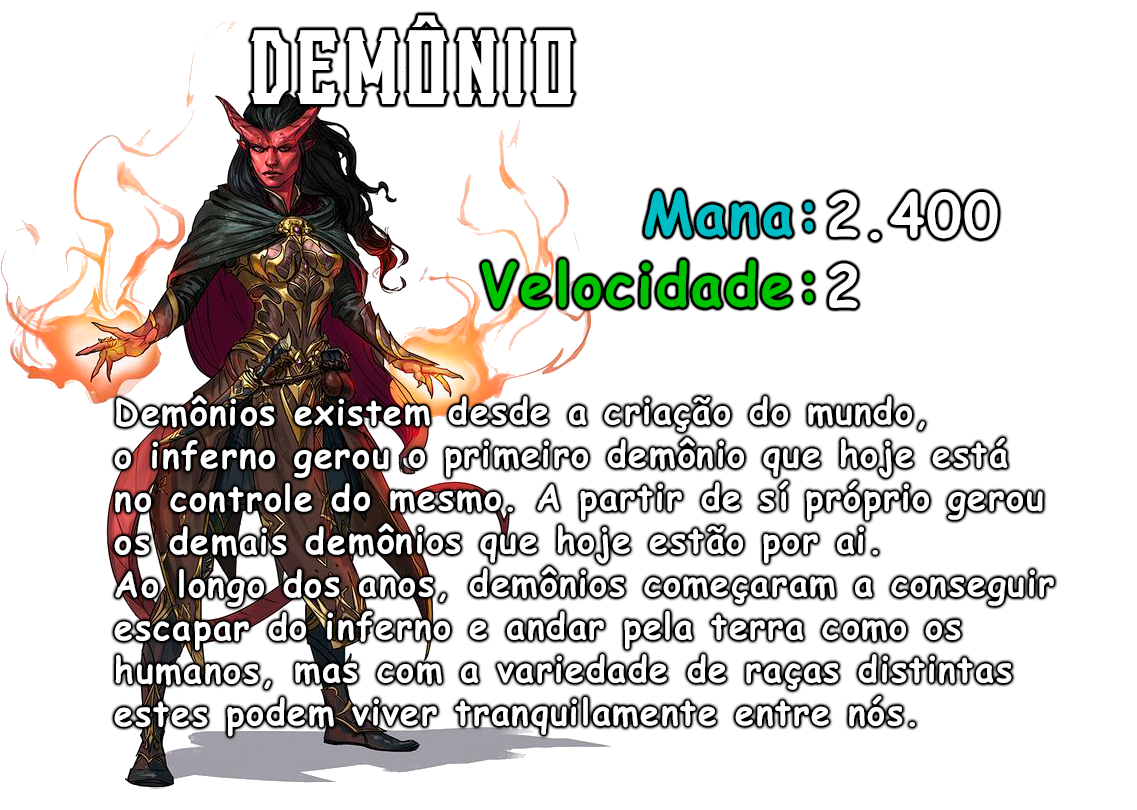 DEMÔNIO
Mana:2.400
Velocidade:2
Demônios existem desde a criação do mundo,
o inferno gerou o primeiro demônio que hoje está
no controle do mesmo. A partir de sí próprio gerou
os demais demônios que hoje estão por ai.
Ao longo dos anos, demônios começaram a conseguir
escapar do inferno e andar pela terra como os
humanos, mas com a variedade de raças distintas
estes podem viver tranquilamente entre nós.